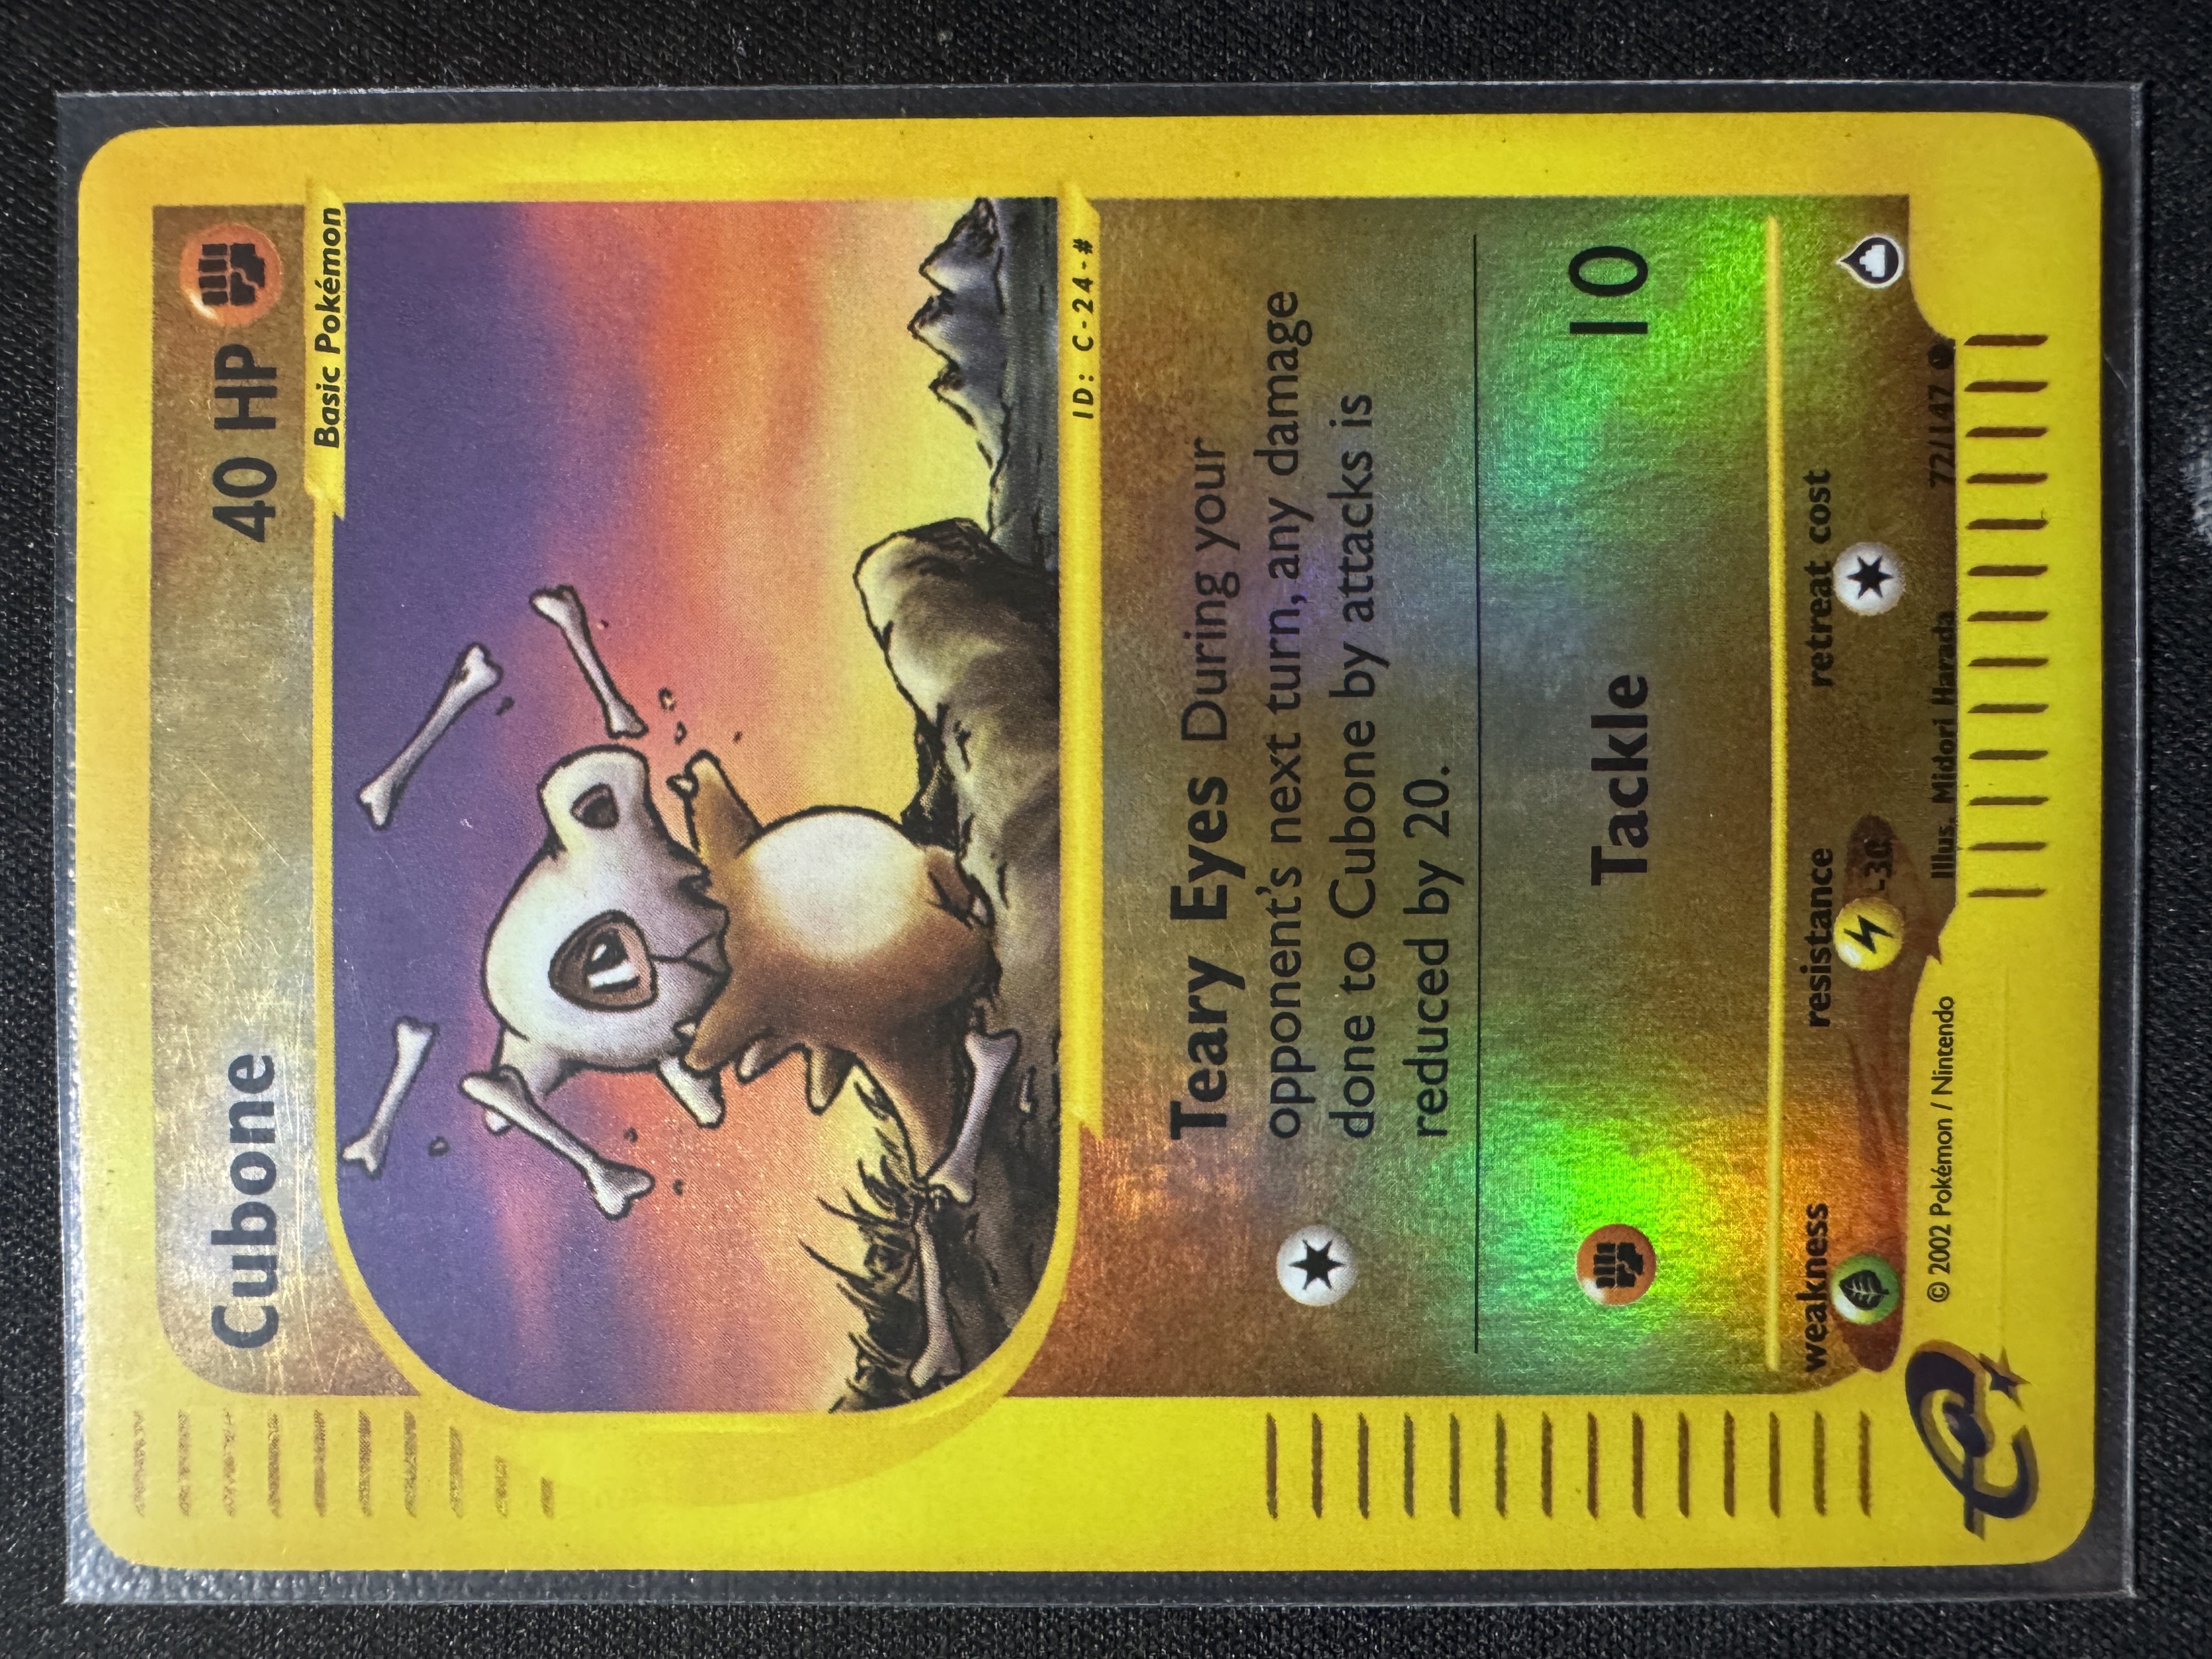 Cubone 40 HP
Basic Pokémon
ID: C-24-#
Teary Eyes During your
opponent's next turn, any damage
done to Cubone by attacks is
reduced by 20.
Tackle 10
weakness resistance retreat cost
-30
Illus. Midori Harada 72/147
© 2002 Pokémon / Nintendo
e